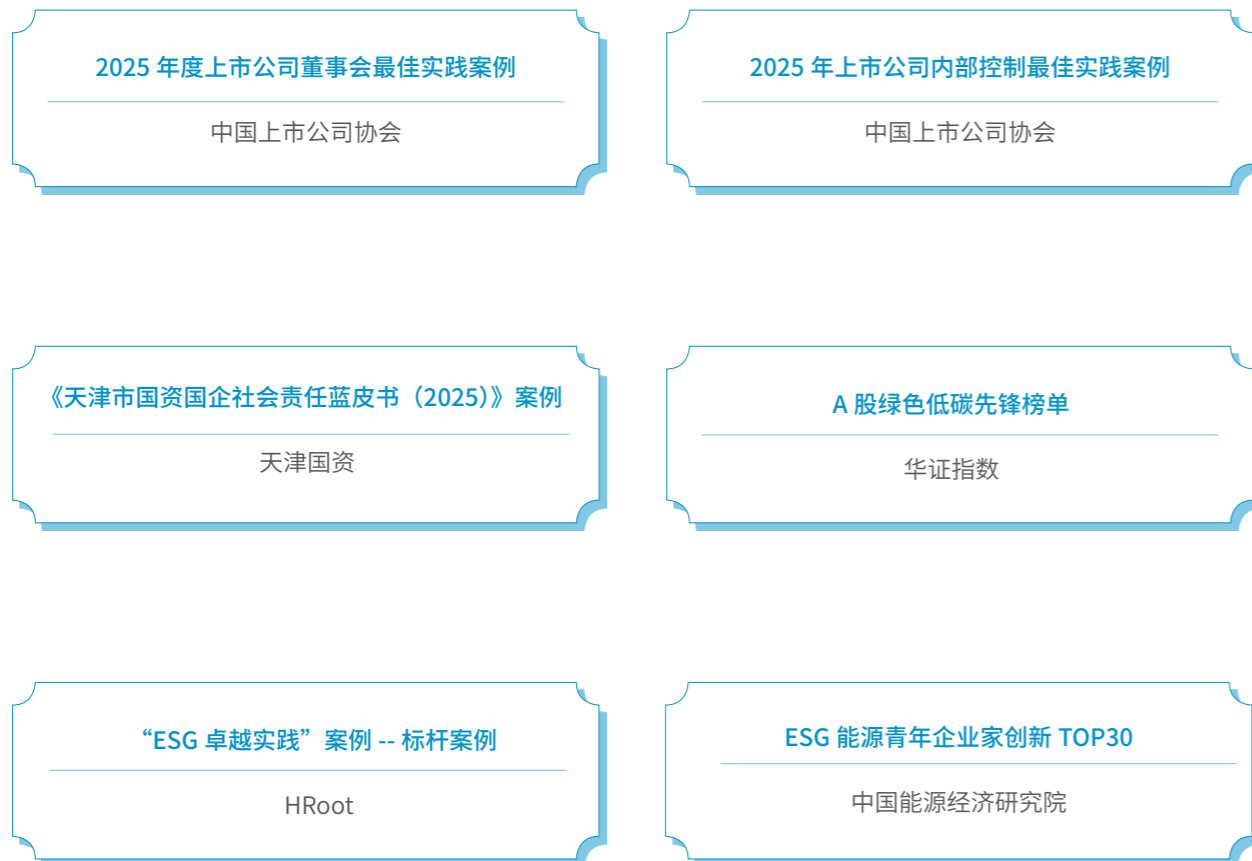 2025 年度上市公司董事会最佳实践案例
中国上市公司协会
2025 年上市公司内部控制最佳实践案例
中国上市公司协会
《天津市国资国企社会责任蓝皮书（2025）》案例
天津国资
A 股绿色低碳先锋榜单
华证指数
“ESG 卓越实践”案例 -- 标杆案例
HRoot
ESG 能源青年企业家创新 TOP30
中国能源经济研究院